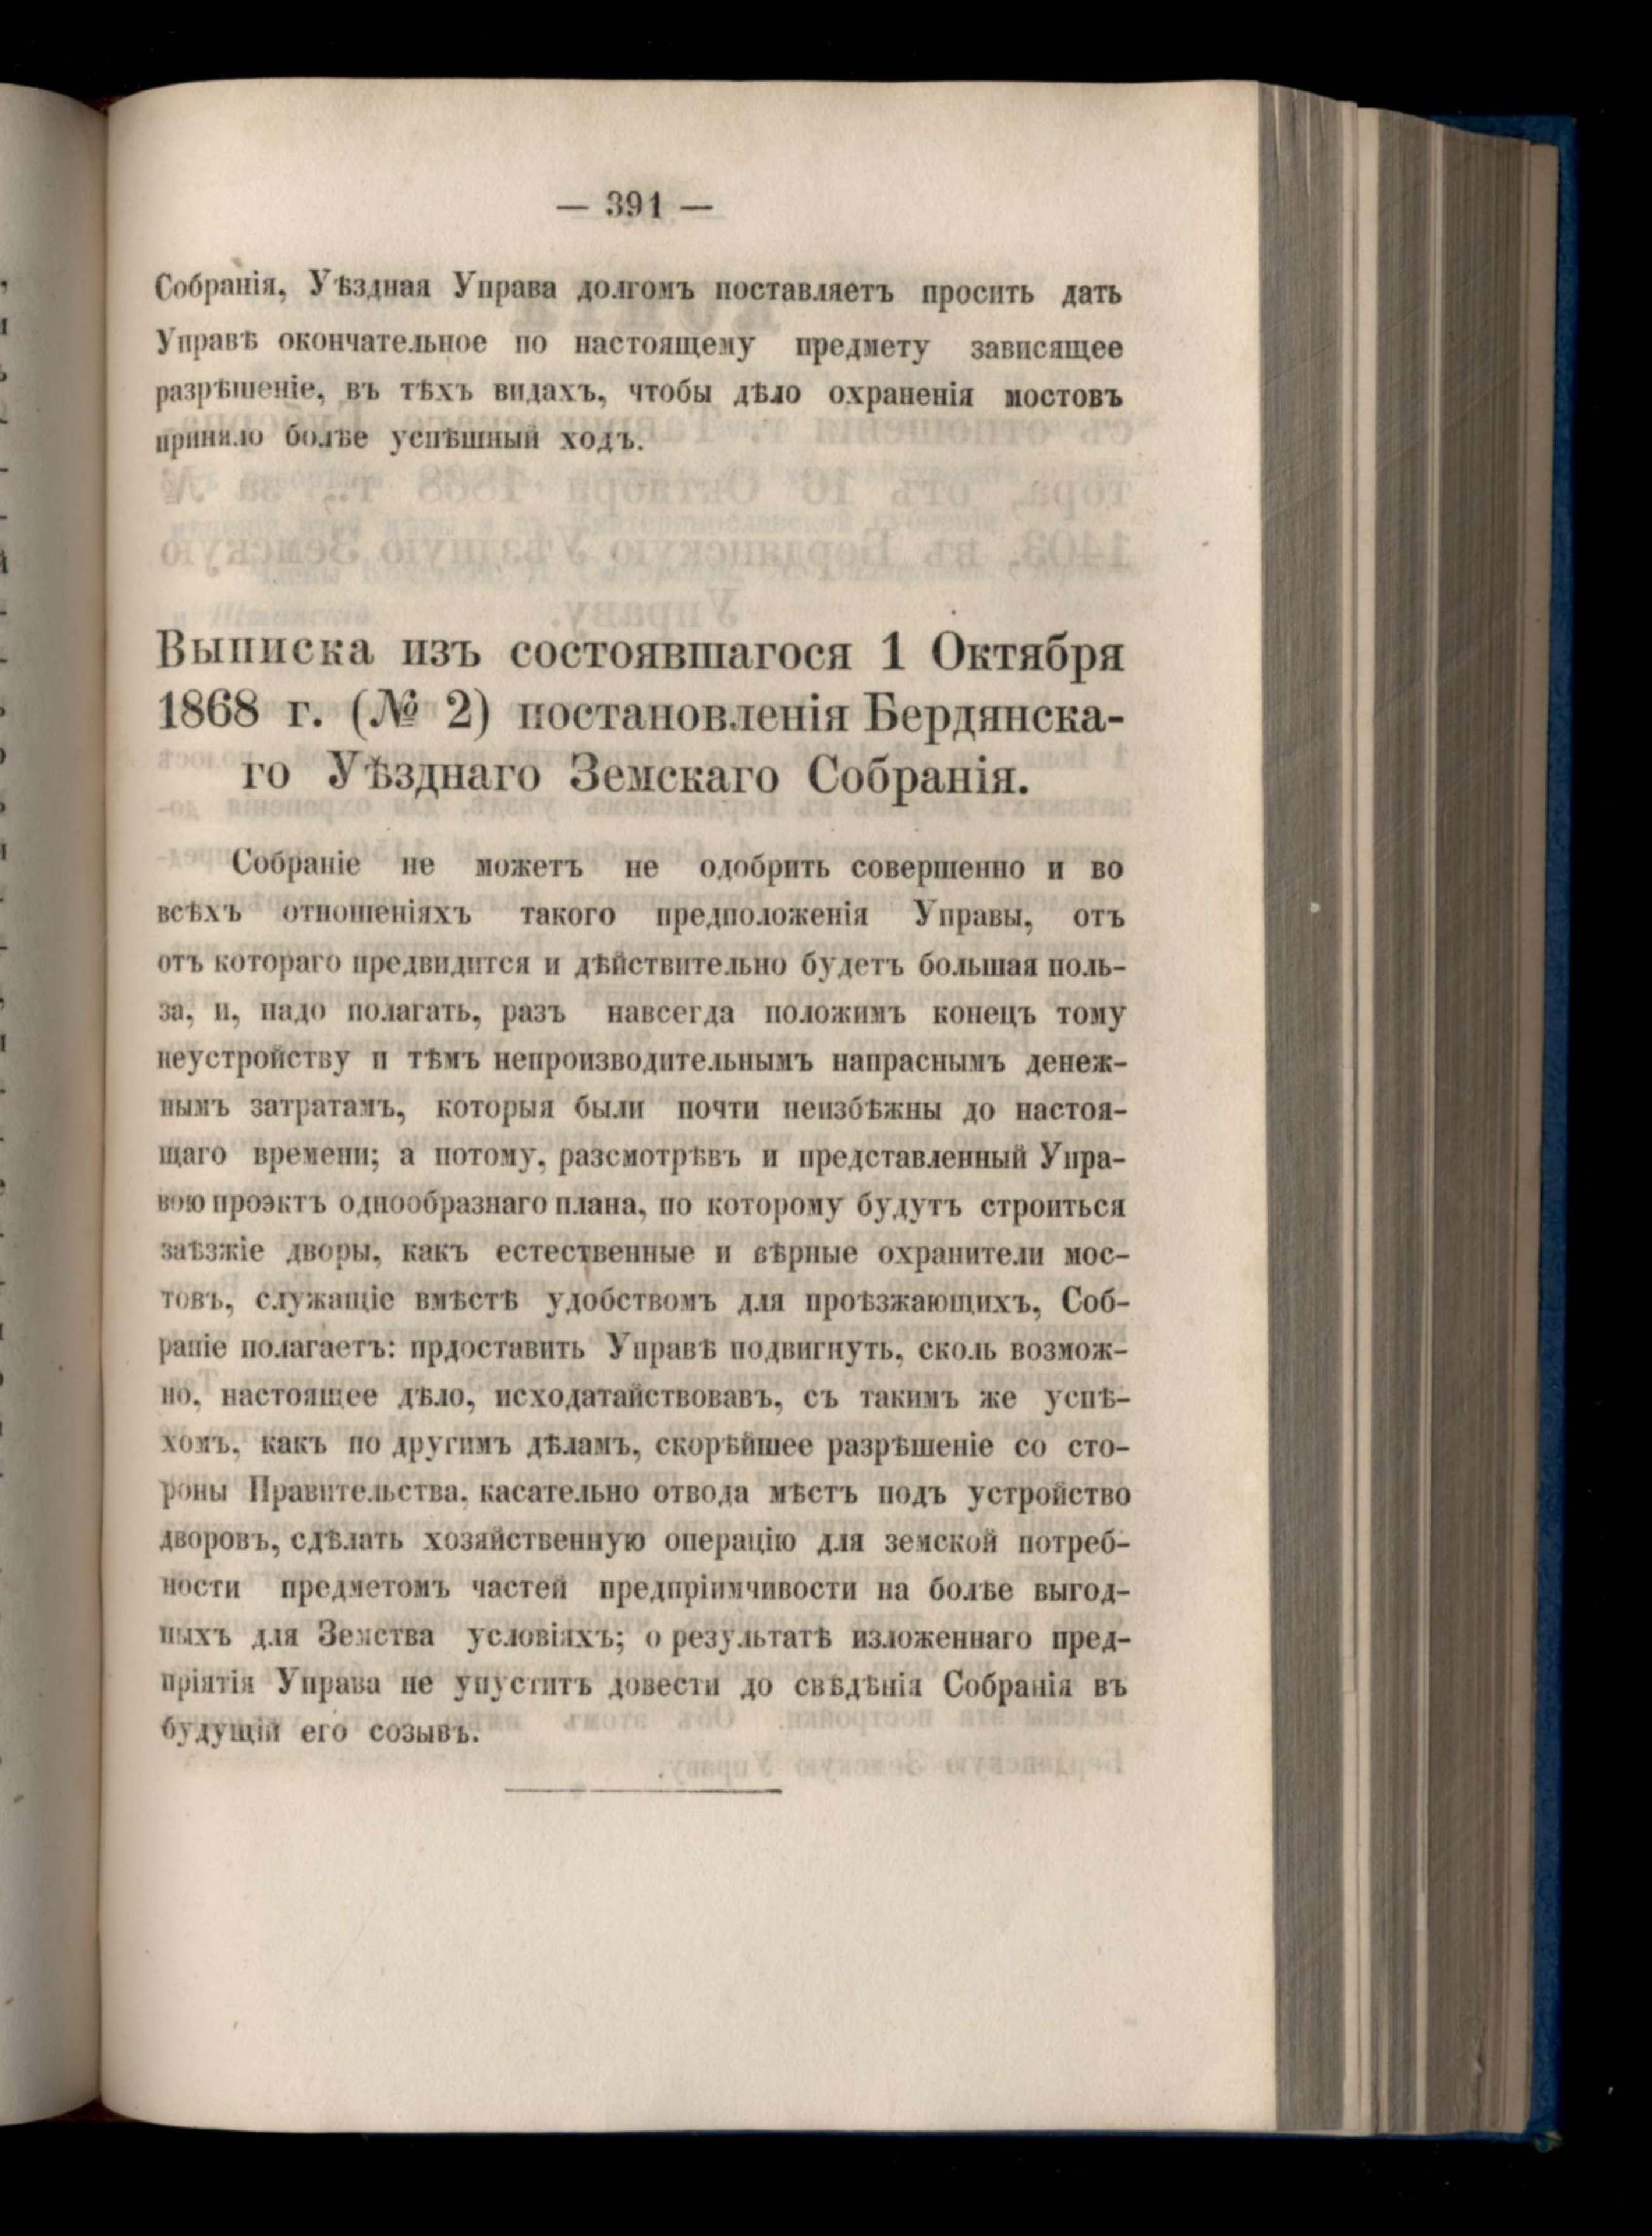 — 391 —
Собранія, Уѣздная Управа долгомъ поставляетъ просить дать
Управѣ окончательное по настоящему предмету зависящее
разрѣшеніе, въ тѣхъ видахъ, чтобы дѣло охраненія мостовъ
приняло болѣе успѣшный ходъ.
Выписка изъ состоявшагося 1 Октября
1868 г. (№ 2) постановленія Бердянска-
го Уѣзднаго Земскаго Собранія.
Собраніе не можетъ не одобрить совершенно и во
всѣхъ отношеніяхъ такого предположенія Управы, отъ
отъ котораго предвидится и дѣйствительно будетъ большая поль-
за, и, надо полагать, разъ навсегда положимъ конецъ тому
неустройству и тѣмъ непроизводительнымъ напраснымъ денеж-
нымъ затратамъ, которыя были почти неизбѣжны до настоя-
щаго времени; а потому, разсмотрѣвъ и представленный Упра-
вою проэктъ однообразнаго плана, по которому будутъ строиться
заѣзжіе дворы, какъ естественные и вѣрные охранители мос-
товъ, служащіе вмѣстѣ удобствомъ для проѣзжающихъ, Соб-
раніе полагаетъ: прдоставить Управѣ подвигнуть, сколь возмож-
но, настоящее дѣло, исходатайствовавъ, съ такимъ же успѣ-
хомъ, какъ по другимъ дѣламъ, скорѣйшее разрѣшеніе со сто-
роны Правительства, касательно отвода мѣстъ подъ устройство
дворовъ, сдѣлать хозяйственную операцію для земской потреб-
ности предметомъ частей предпріимчивости на болѣе выгод-
ныхъ для Земства условіяхъ; о результатѣ изложеннаго пред-
пріятія Управа не упуститъ довести до свѣдѣнія Собранія въ
будущій его созывъ.